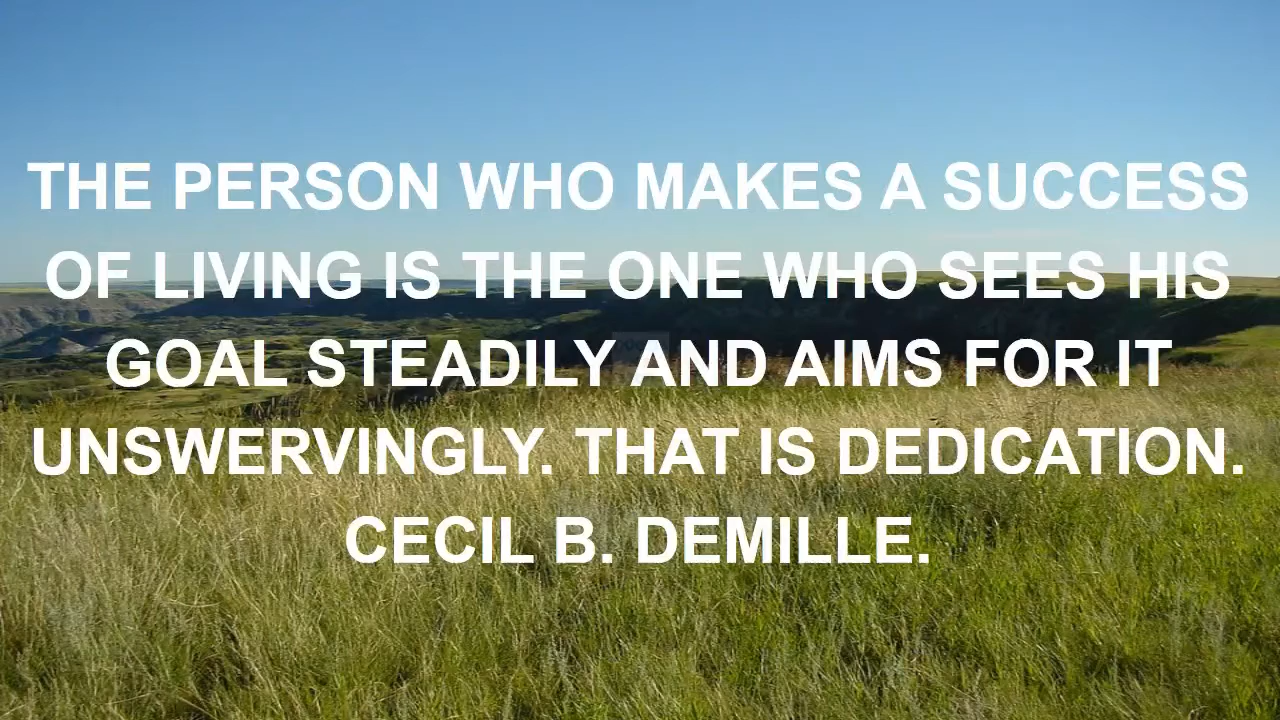 THE PERSON WHO MAKES A SUCCESS
OF LIVING IS THE ONE WHO SEES HIS
GOAL STEADILY AND AIMS FOR IT
UNSWERVINGLY. THAT IS DEDICATION.
CECIL B. DEMILLE.